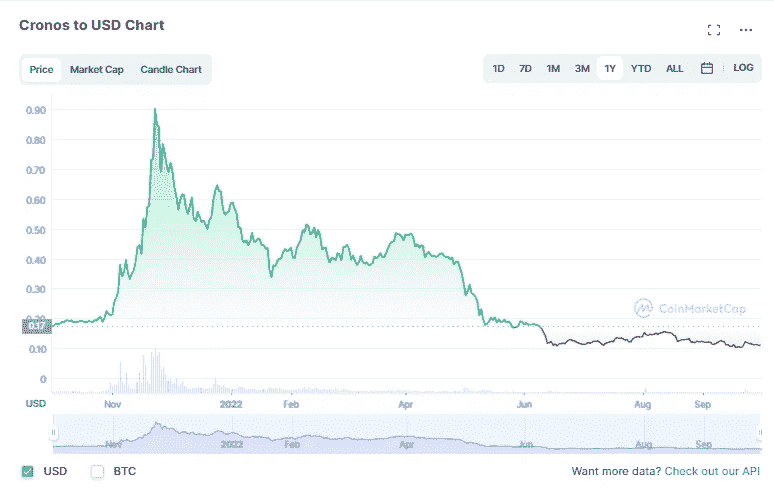 Cronos to USD Chart
Price Market Cap Candle Chart
1D 7D 1M 3M 1Y YTD ALL LOG
0.90
0.80
0.70
0.60
0.50
0.40
0.30
0.20
0.17
0.10
0
CoinMarketCap
USD Nov 2022 Feb Apr Jun Aug Sep
Nov 2022 Feb Apr Jun Aug Sep
USD BTC
Want more data? Check out our API